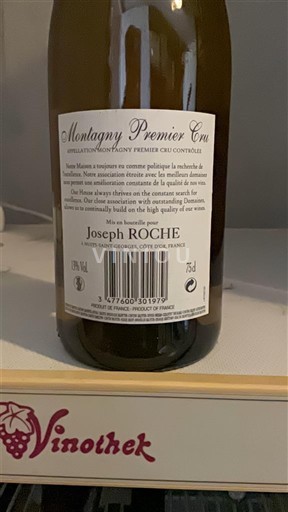 Montagny Premier Cru
APPELLATION MONTAGNY PREMIER CRU CONTRÔLÉE
Notre Maison a toujours eu comme politique la recherche de
l'excellence. Notre association étroite avec les meilleurs domaines
nous permet une amélioration constante de la qualité de nos vins.
Our House always thrives on the constant search for
excellence. Our close association with outstanding Domaines,
allows us to continually build on the high quality of our wines.
Mis en bouteille pour
Joseph ROCHE
À NUITS SAINT-GEORGES, CÔTE D'OR, FRANCE
VINIOU
13% Vol. 75cl
3 477600 301979
PRODUCT OF FRANCE • PRODUIT DE FRANCE
Vinothek